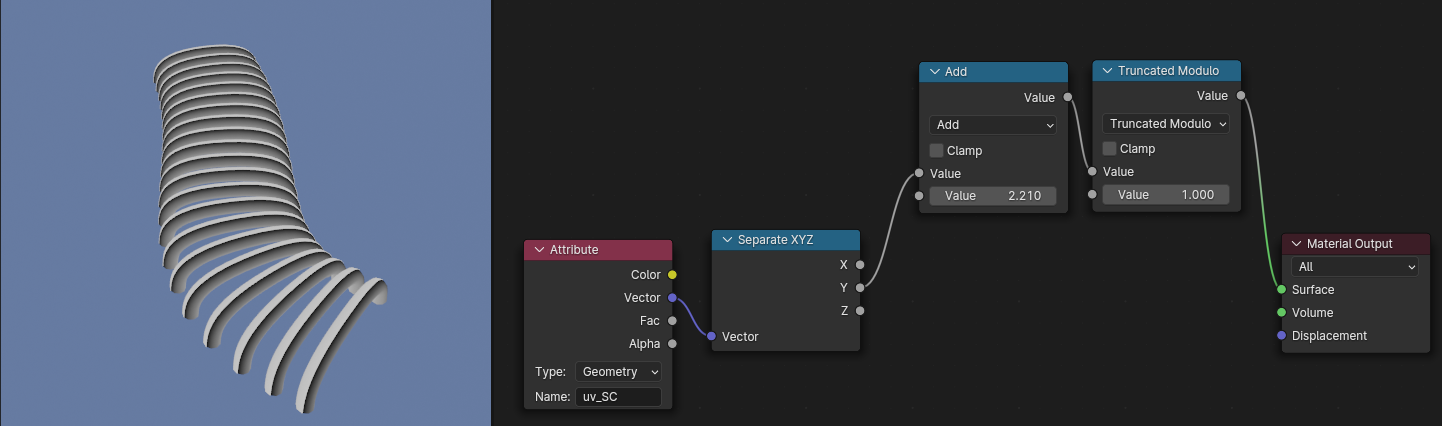 Attribute
Color
Vector
Fac
Alpha
Type: Geometry
Name: uv_SC
Separate XYZ
X
Y
Z
Vector
Add
Value
Add
Clamp
Value
Value 2.210
Truncated Modulo
Value
Truncated Modulo
Clamp
Value
Value 1.000
Material Output
All
Surface
Volume
Displacement